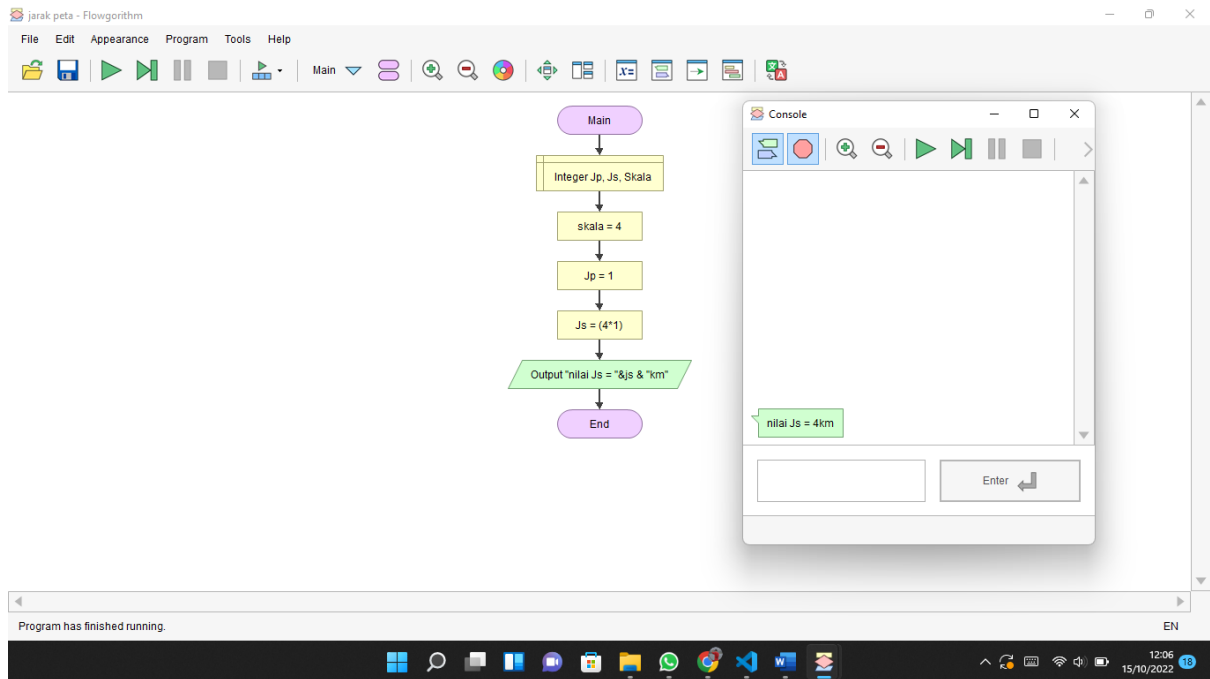 jarak peta - Flowgorithm
File Edit Appearance Program Tools Help
Main
X=
文
A
Main
Integer Jp, Js, Skala
skala = 4
Jp = 1
Js = (4*1)
Output "nilai Js = "&js & "km"
End
Console
nilai Js = 4km
Enter
Program has finished running.
EN
12:06
15/10/2022
18